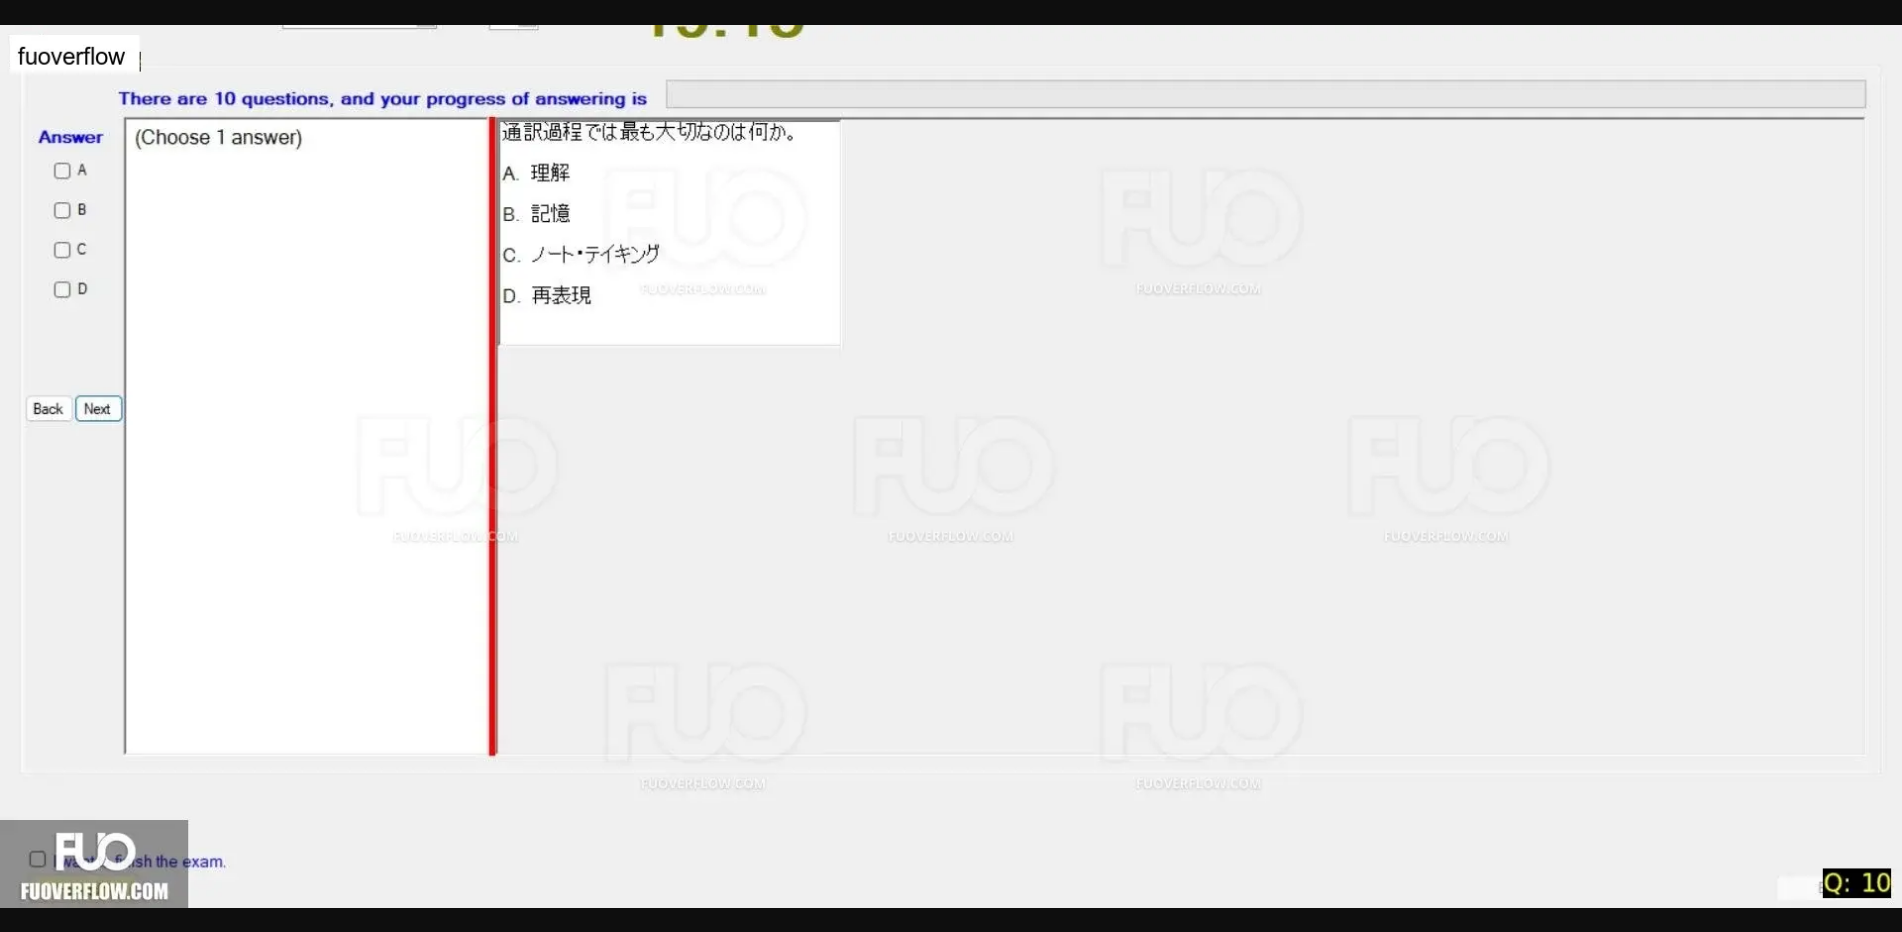 fuoverflow
There are 10 questions, and your progress of answering is
Answer
(Choose 1 answer)
A
B
C
D
Back
Next
通訳過程では最も大切なのは何か。
A. 理解
B. 記憶
C. ノート・テイキング
D. 再表現
FUO
FUOVERFLOW.COM
FUO
FUOVERFLOW.COM
FUO
FUOVERFLOW.COM
FUO
FUOVERFLOW.COM
FUO
FUOVERFLOW.COM
FUO
FUOVERFLOW.COM
FUO
FUOVERFLOW.COM
FUO
the exam.
FUOVERFLOW.COM
Q: 10